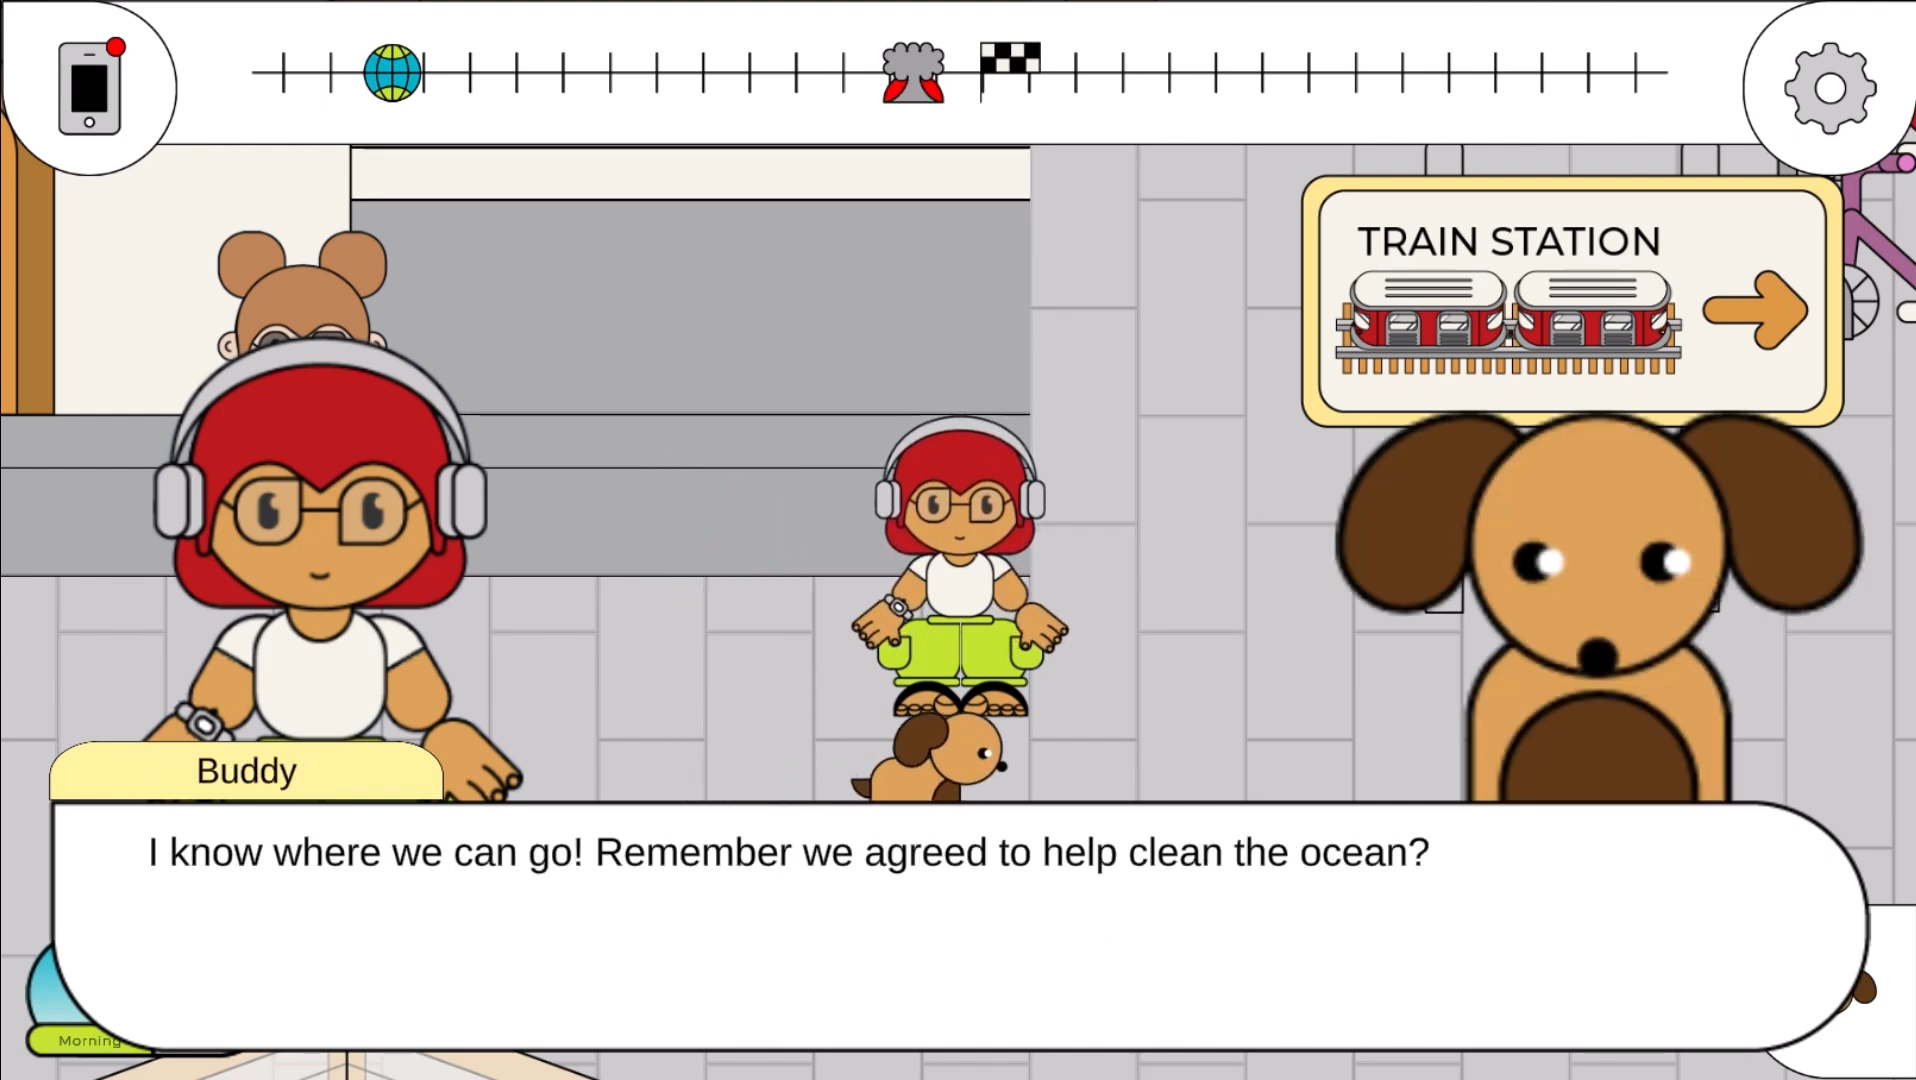 TRAIN STATION
Buddy
I know where we can go! Remember we agreed to help clean the ocean?
Morning